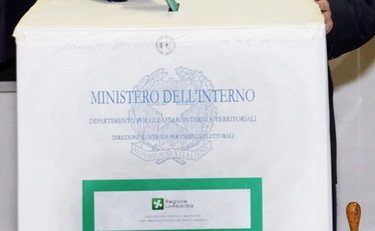 MINISTERO DELL'INTERNO
DIPARTIMENTO PER GLI AFFARI INTERNI E TERRITORIALI
DIREZIONE CENTRALE PER I SERVIZI ELETTORALI
Regione
Lombardia